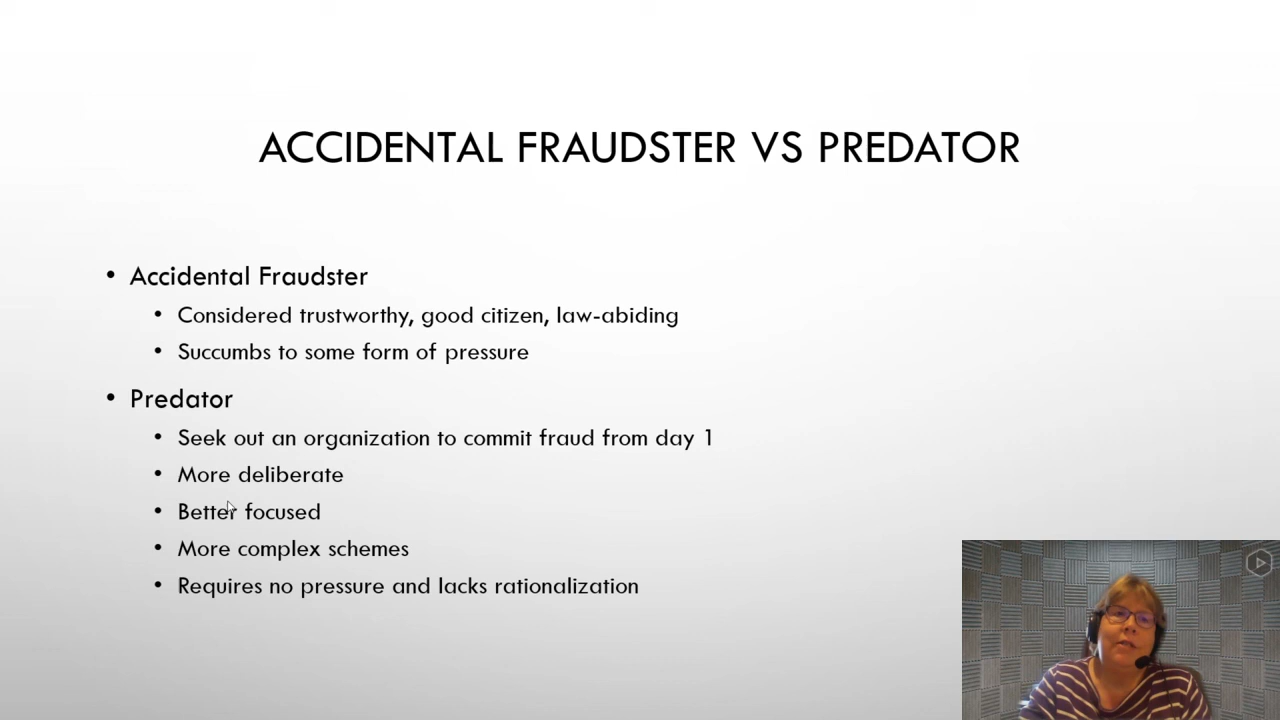 ACCIDENTAL FRAUDSTER VS PREDATOR
• Accidental Fraudster
• Considered trustworthy, good citizen, law-abiding
• Succumbs to some form of pressure
• Predator
• Seek out an organization to commit fraud from day 1
• More deliberate
• Better focused
• More complex schemes
• Requires no pressure and lacks rationalization